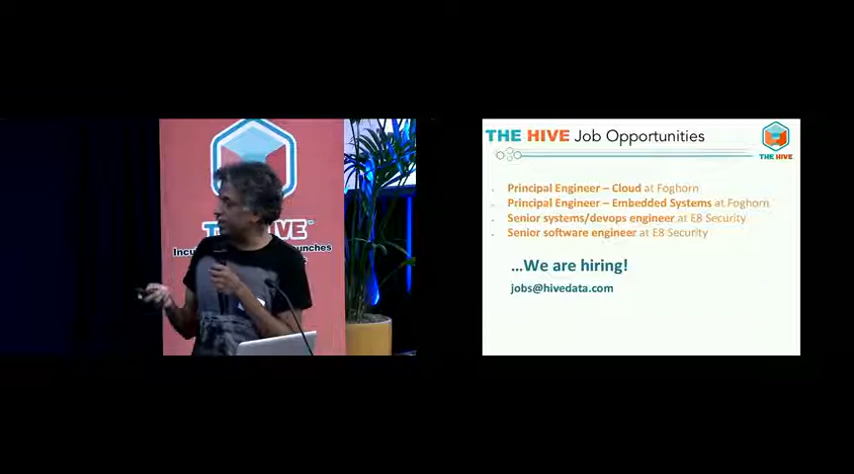 THE HIVE
Incu
unches
THE HIVE Job Opportunities
THE HIVE
Principal Engineer – Cloud at Foghorn
Principal Engineer – Embedded Systems at Foghorn
Senior systems/devops engineer at E8 Security
Senior software engineer at E8 Security
...We are hiring!
jobs@hivedata.com